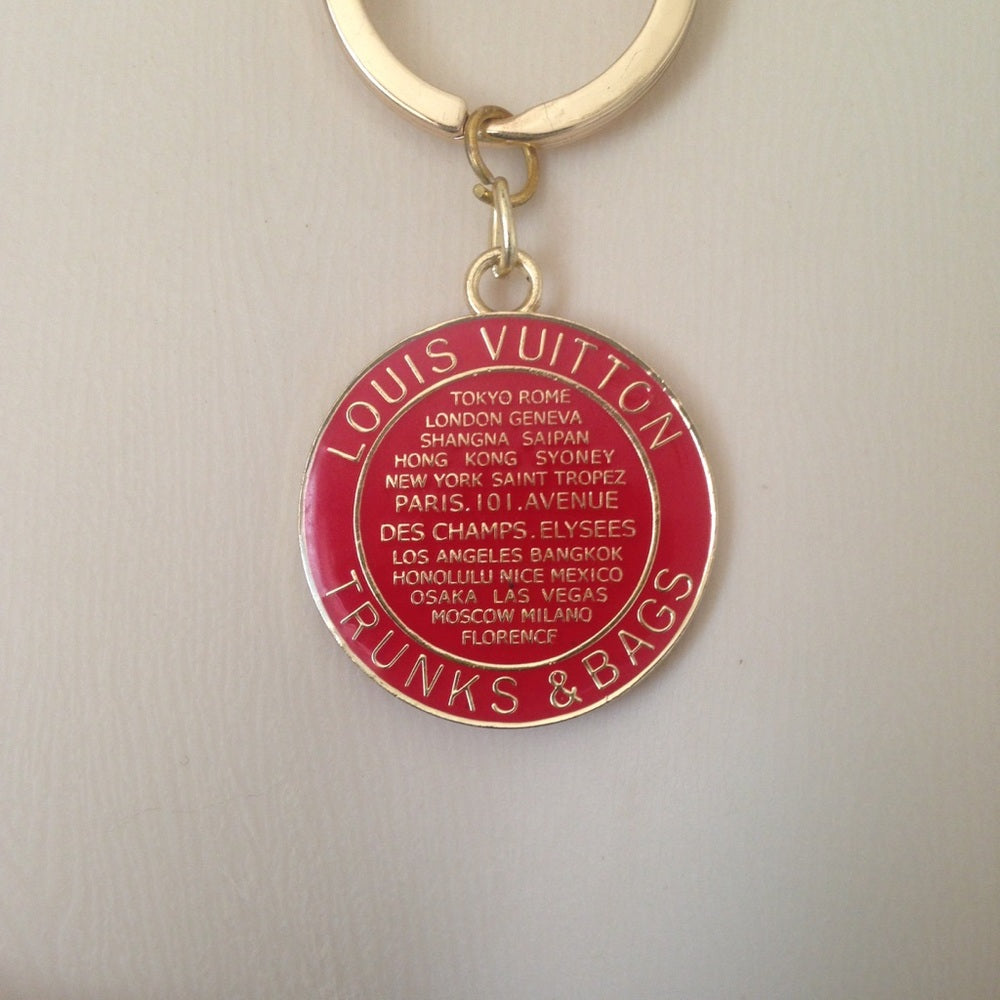 LOUIS VUITTON
TOKYO ROME
LONDON GENEVA
SHANGNA SAIPAN
HONG KONG SYONEY
NEW YORK SAINT TROPEZ
PARIS.101.AVENUE
DES CHAMPS.ELYSEES
LOS ANGELES BANGKOK
HONOLULU NICE MEXICO
OSAKA LAS VEGAS
MOSCOW MILANO
FLORENCE
TRUNKS & BAGS